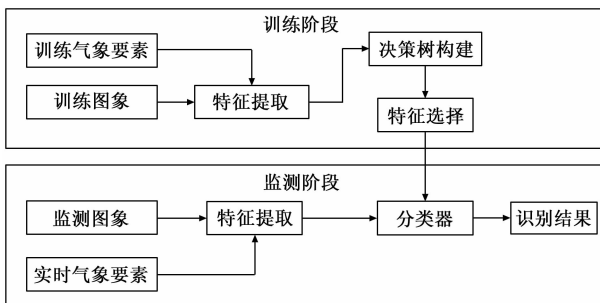 训练阶段
训练气象要素
决策树构建
训练图象
特征提取
特征选择
监测阶段
监测图象
特征提取
分类器
识别结果
实时气象要素